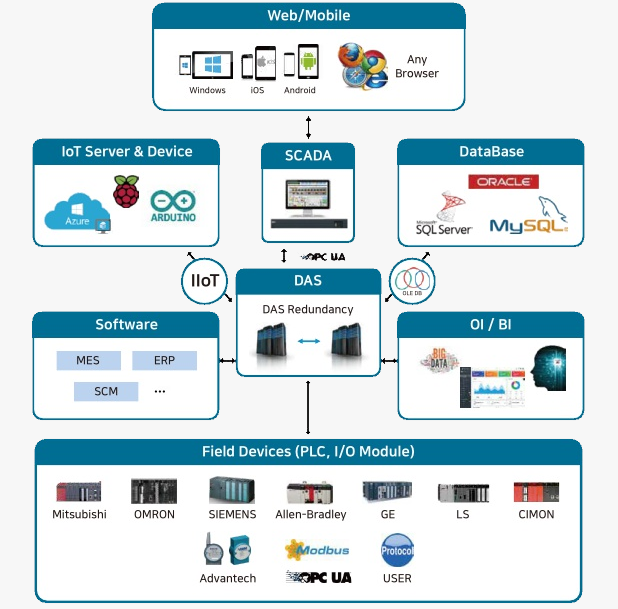 Web/Mobile
Windows
iOS
Android
Any
Browser
IoT Server & Device
Azure
ARDUINO
SCADA
DataBase
ORACLE
Microsoft
SQL Server
MySQL
OPC UA
IIoT
OLE DB
DAS
DAS Redundancy
Software
MES
ERP
SCM
...
OI / BI
BIG
DATA
Field Devices (PLC, I/O Module)
Mitsubishi
OMRON
SIEMENS
Allen-Bradley
GE
LS
CIMON
Advantech
Modbus
OPC UA
Protocol
USER